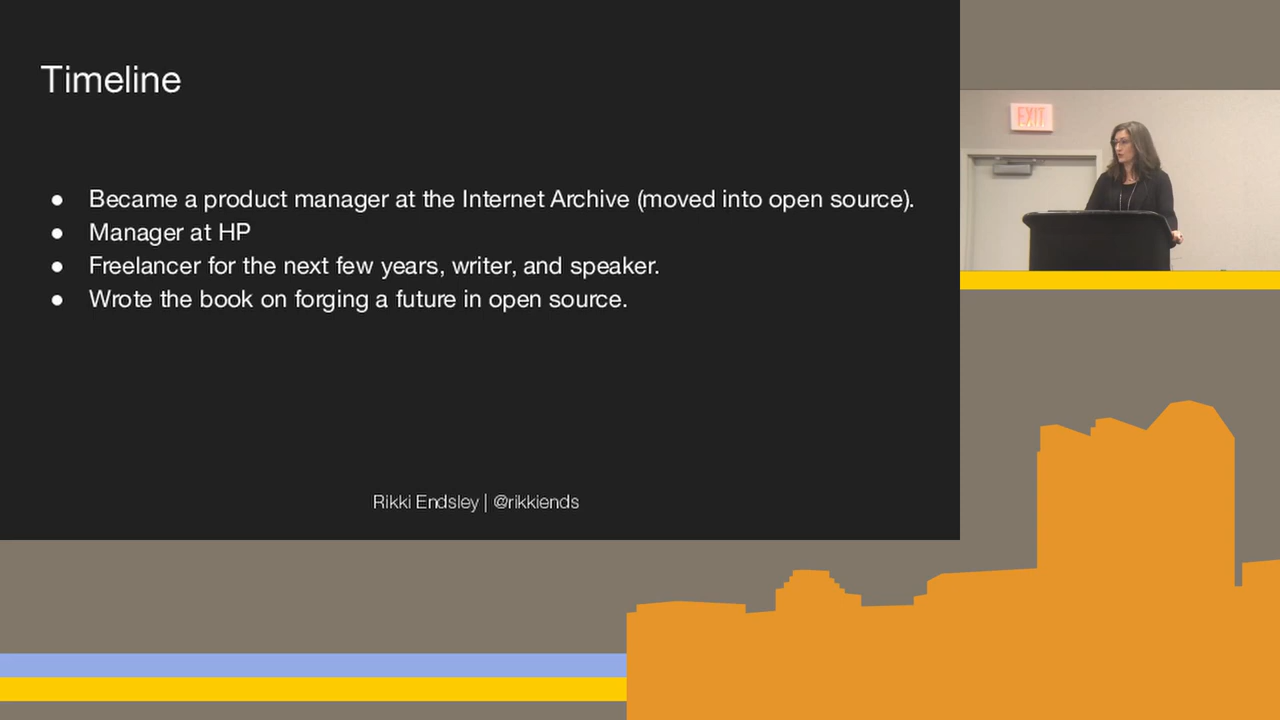 Timeline
● Became a product manager at the Internet Archive (moved into open source).
● Manager at HP
● Freelancer for the next few years, writer, and speaker.
● Wrote the book on forging a future in open source.
Rikki Endsley | @rikkiends
EXIT